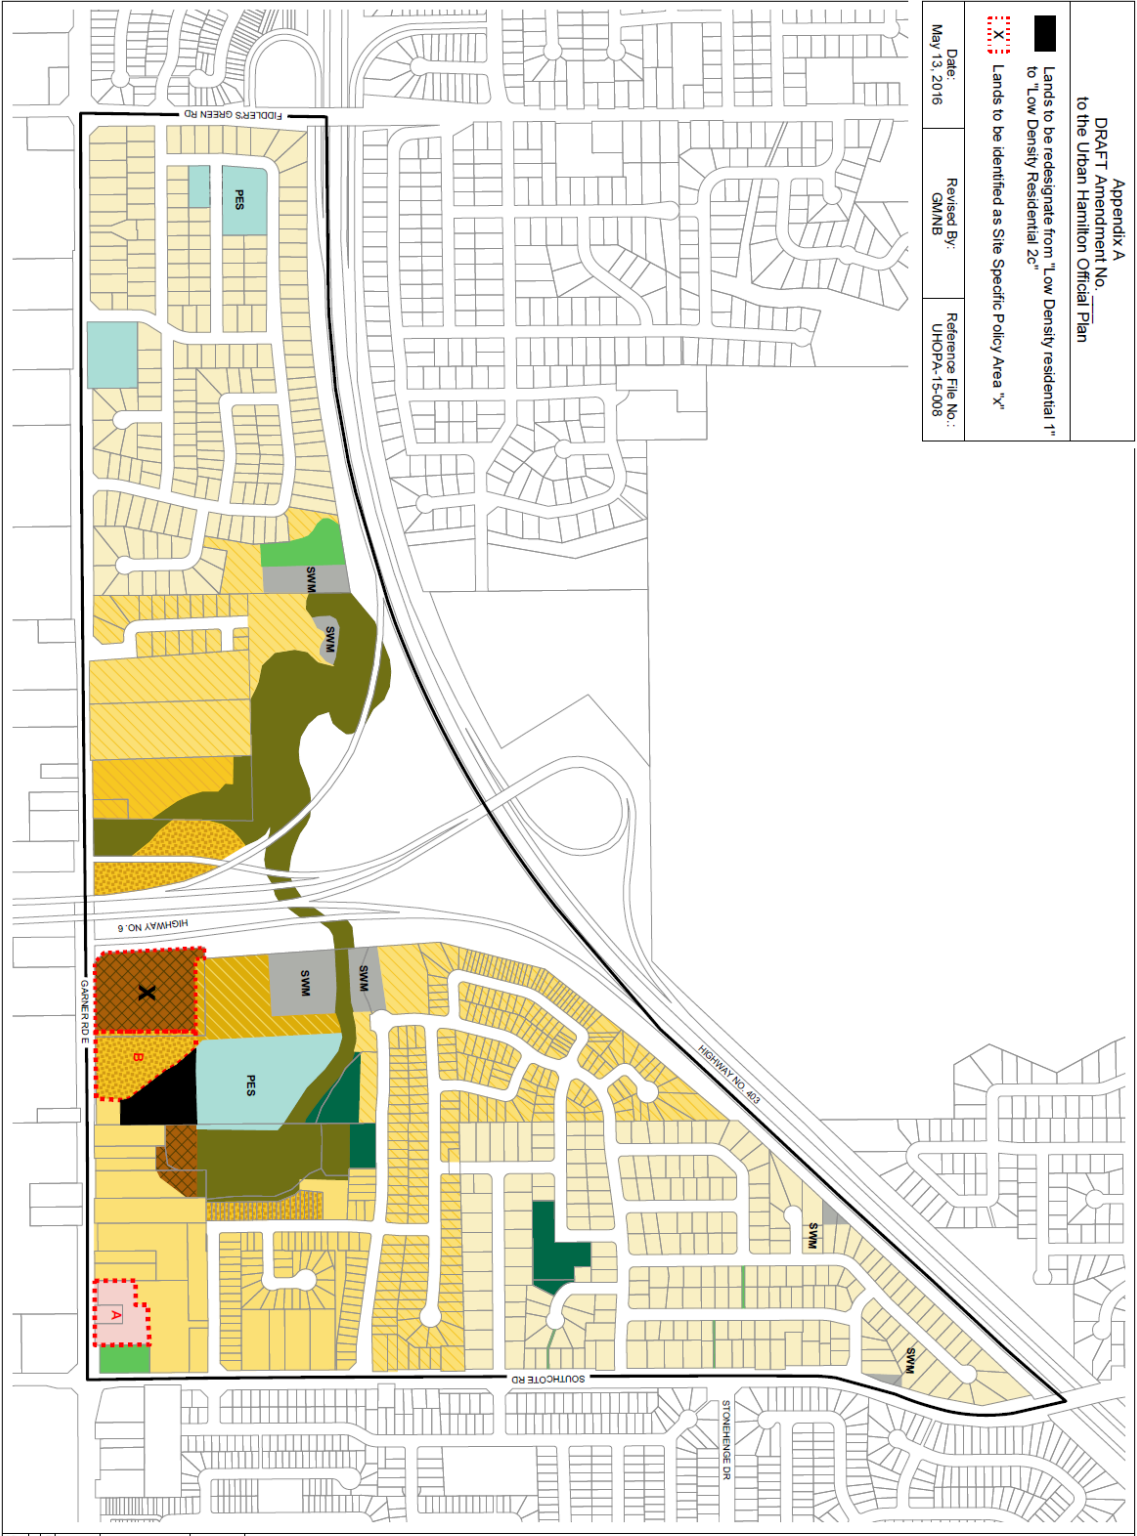 Appendix A
DRAFT Amendment No. ___
to the Urban Hamilton Official Plan
Lands to be redesignate from "Low Density residential 1"
to "Low Density Residential 2c"
X
Lands to be identified as Site Specific Policy Area "x"
Date:
May 13, 2016
Revised By:
GM/NB
Reference File No.:
UHOPA-15-008
FIDDLER'S GREEN RD
PES
SWM
SWM
HIGHWAY NO. 6
GARNER RD E
X
B
SWM
SWM
PES
HIGHWAY NO. 403
SWM
SWM
A
SOUTHCOTE RD
STONEHENGE DR